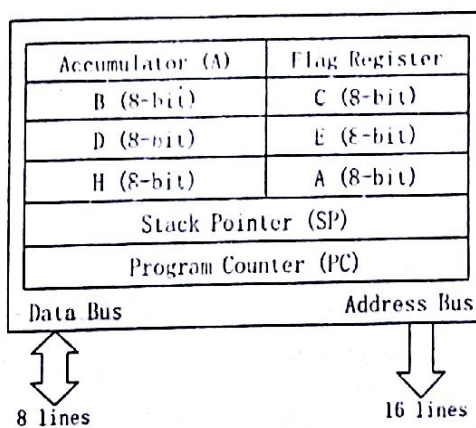 Accumulator (A) Flag Register
B (8-bit) C (8-bit)
D (8-bit) E (8-bit)
H (8-bit) A (8-bit)
Stack Pointer (SP)
Program Counter (PC)
Data Bus Address Bus
8 lines 16 lines